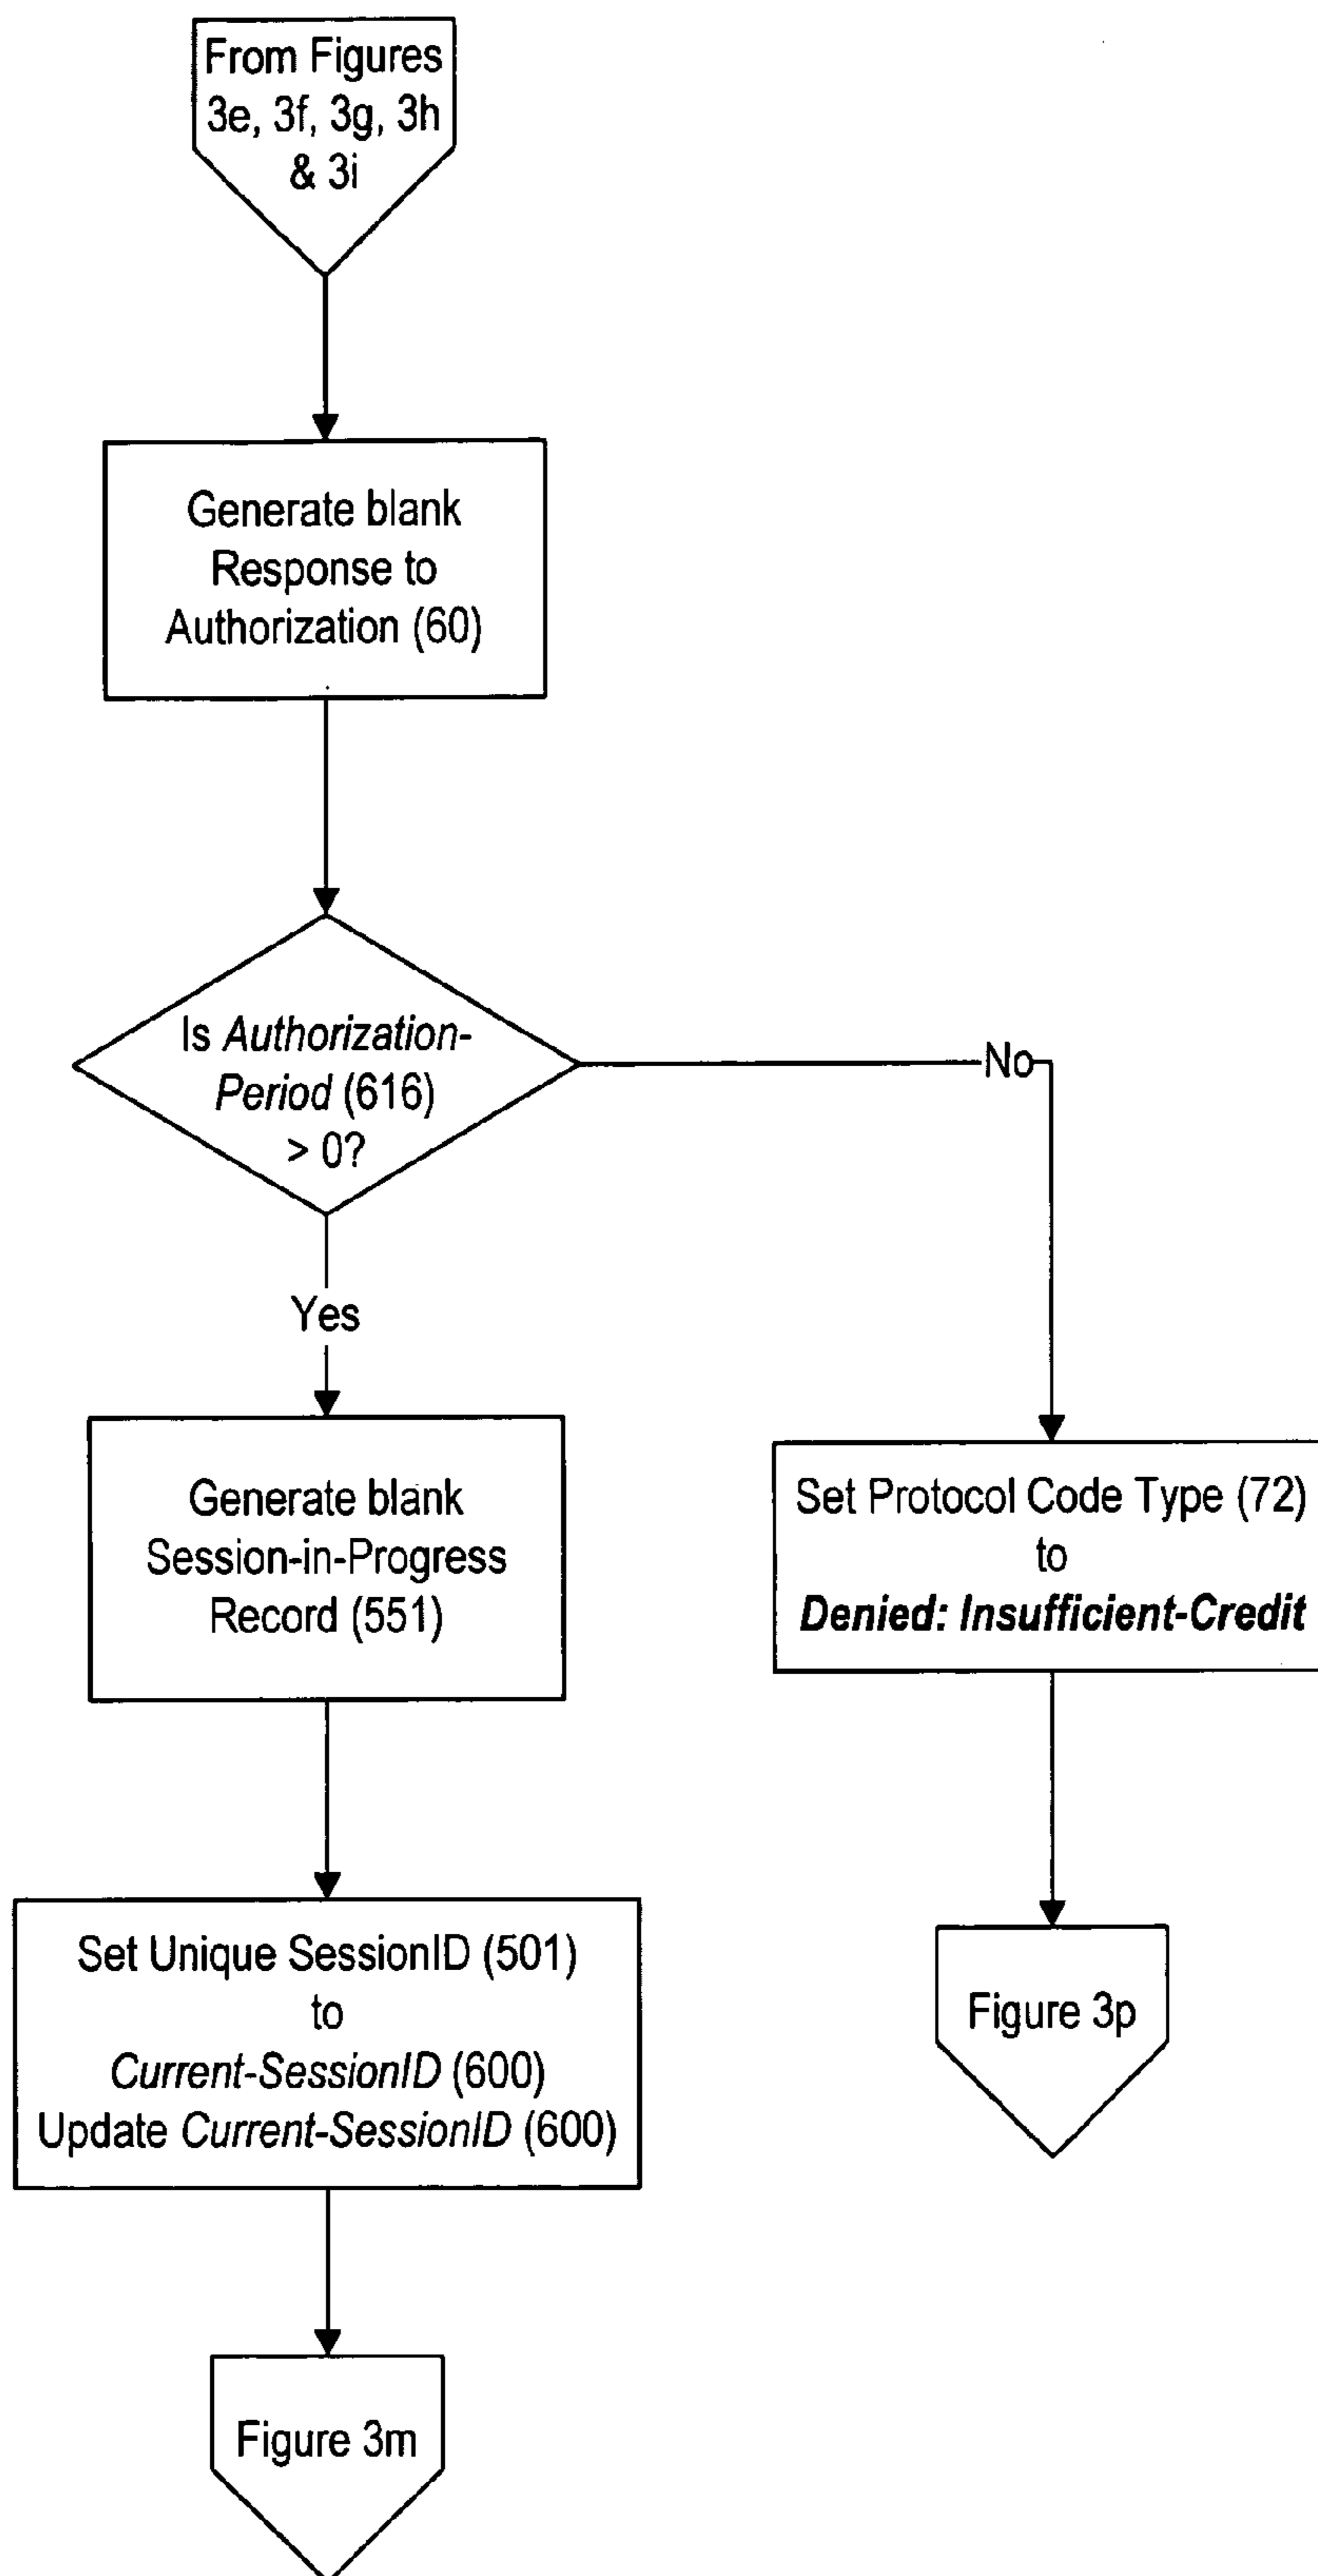 From Figures
3e, 3f, 3g, 3h
& 3i
Generate blank
Response to
Authorization (60)
Is Authorization-
Period (616)
> 0?
No
Yes
Generate blank
Session-in-Progress
Record (551)
Set Protocol Code Type (72)
to
Denied: Insufficient-Credit
Set Unique SessionID (501)
to
Current-SessionID (600)
Update Current-SessionID (600)
Figure 3p
Figure 3m